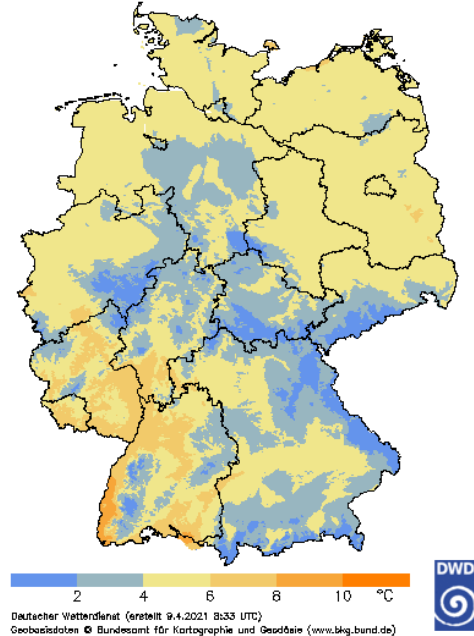 2 4 6 8 10 °C
DWD
Deutscher Wetterdienst (erstellt 9.4.2021 8:33 UTC)
Geobasisdaten © Bundesamt für Kartographie und Geodäsie (www.bkg.bund.de)